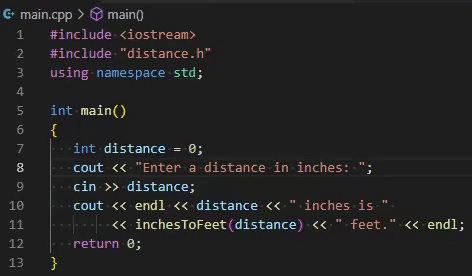 main.cpp > main()
1 #include <iostream>
2 #include "distance.h"
3 using namespace std;
4
5 int main()
6 {
7     int distance = 0;
8     cout << "Enter a distance in inches: ";
9     cin >> distance;
10     cout << endl << distance << " inches is "
11          << inchesToFeet(distance) << " feet." << endl;
12     return 0;
13 }